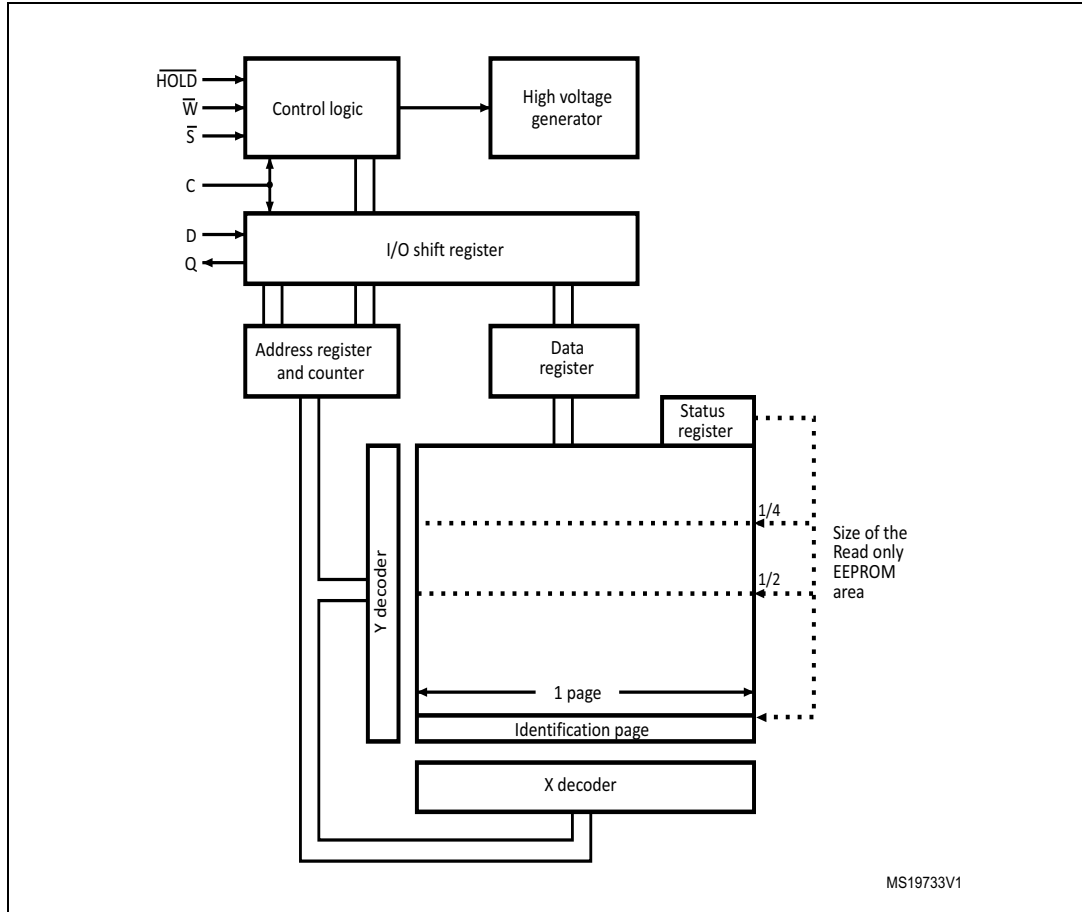 HOLD
W
S
C
D
Q
Control logic
High voltage
generator
I/O shift register
Address register
and counter
Data
register
Status
register
1/4
1/2
Size of the
Read only
EEPROM
area
Y decoder
1 page
Identification page
X decoder
MS19733V1